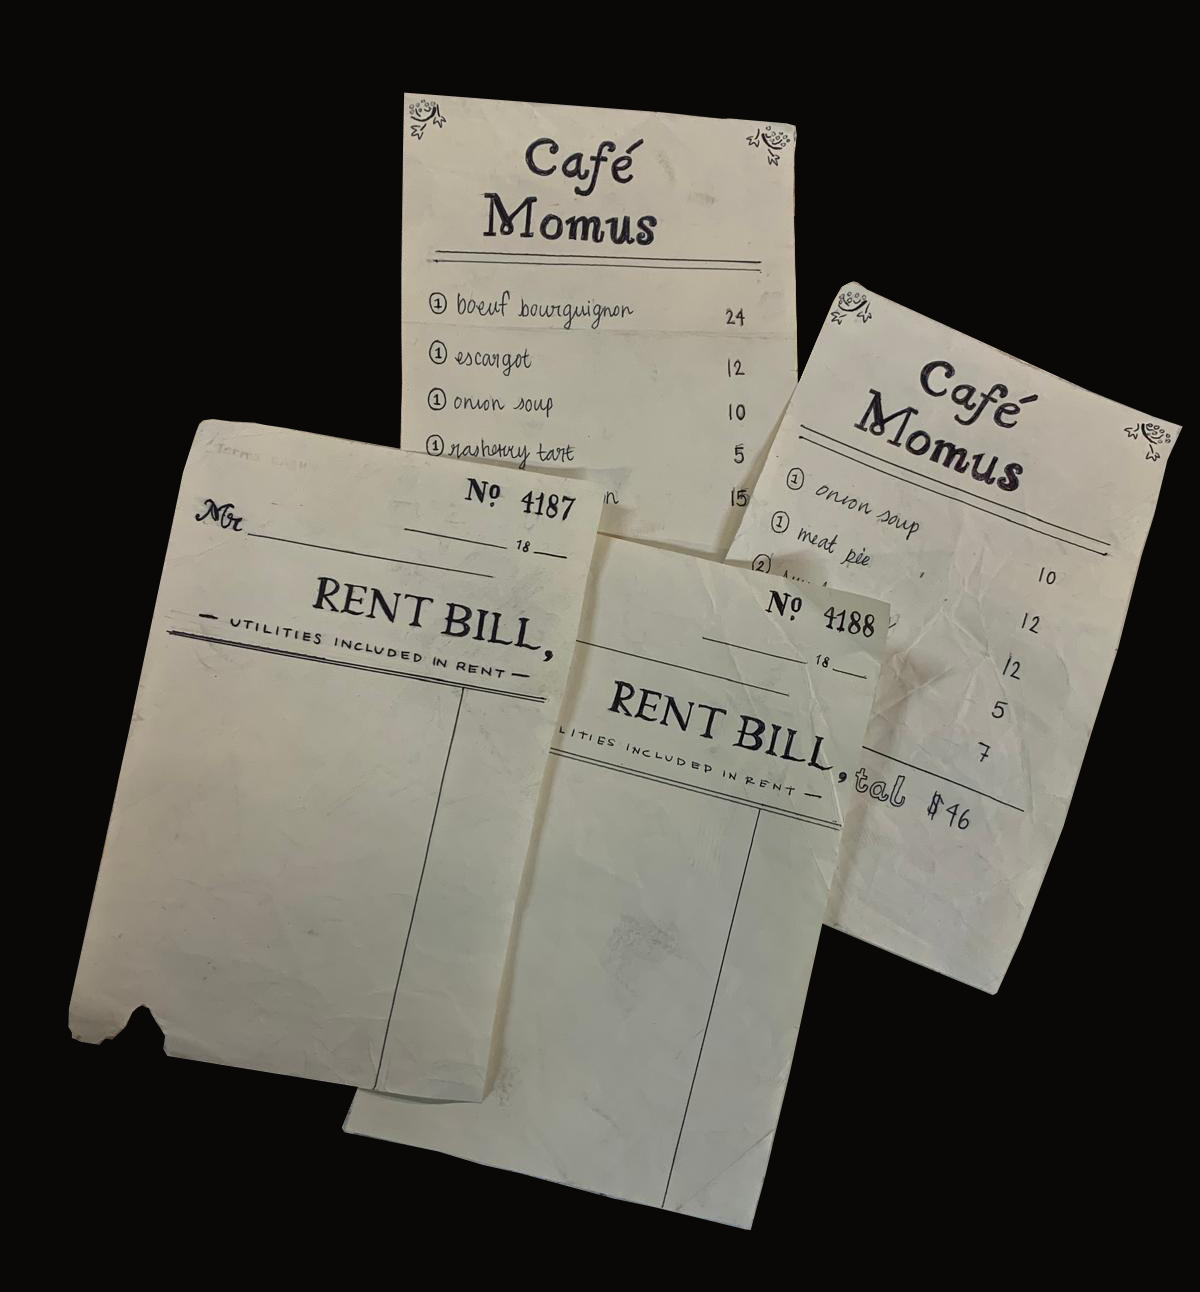 Café
Momus
① boeuf bourguignon 24
① escargot 12
① onion soup 10
① rasberry tart 5
n 15
Café
Momus
① onion soup 10
① meat pie 12
② 12
5
7
tal $46
Terms
Nº 4187
Mr
18
RENT BILL,
— UTILITIES INCLUDED IN RENT —
Nº 4188
18
RENT BILL,
LITIES INCLUDED IN RENT —